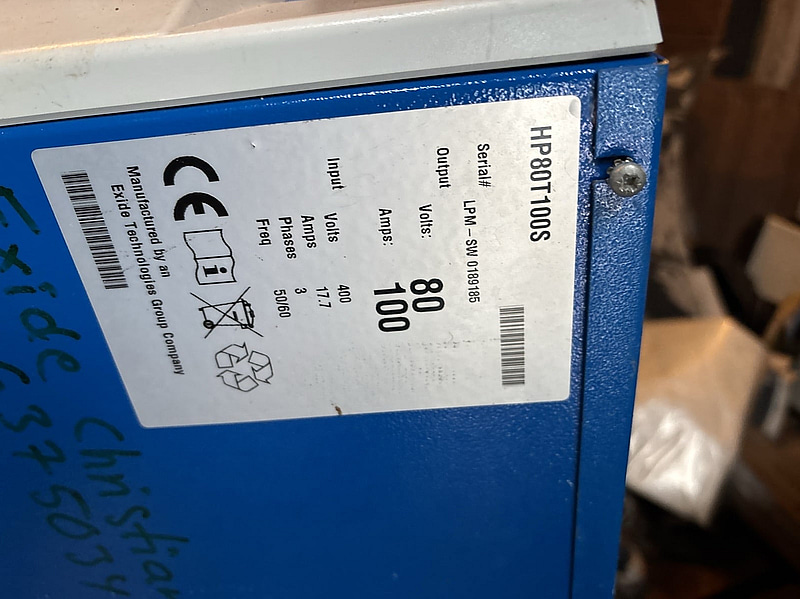 HP80T100S
Serial# LPM – SW 0189185
Output Volts: 80
Amps: 100
Input Volts 400
Amps 17.7
Phases 3
Freq 50/60
CE
i
Manufactured by an
Exide Technologies Group Company
Exide Christian